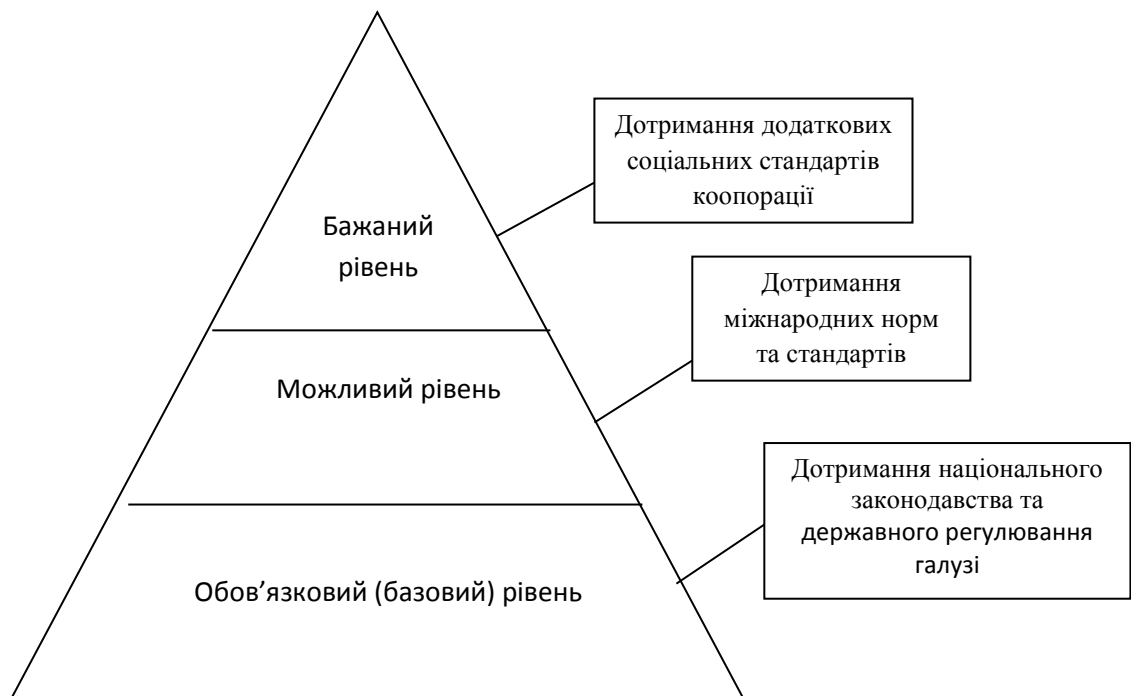 Дотримання додаткових
соціальних стандартів
коопорації
Бажаний
рівень
Дотримання
міжнародних норм
та стандартів
Можливий рівень
Дотримання національного
законодавства та
державного регулювання
галузі
Обов’язковий (базовий) рівень